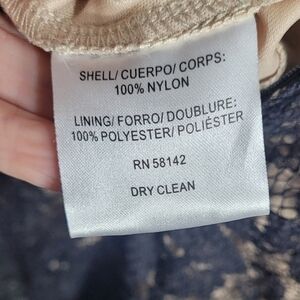 SHELL/ CUERPO/ CORPS:
100% NYLON
LINING/ FORRO/ DOUBLURE:
100% POLYESTER/ POLIÉSTER
RN 58142
DRY CLEAN